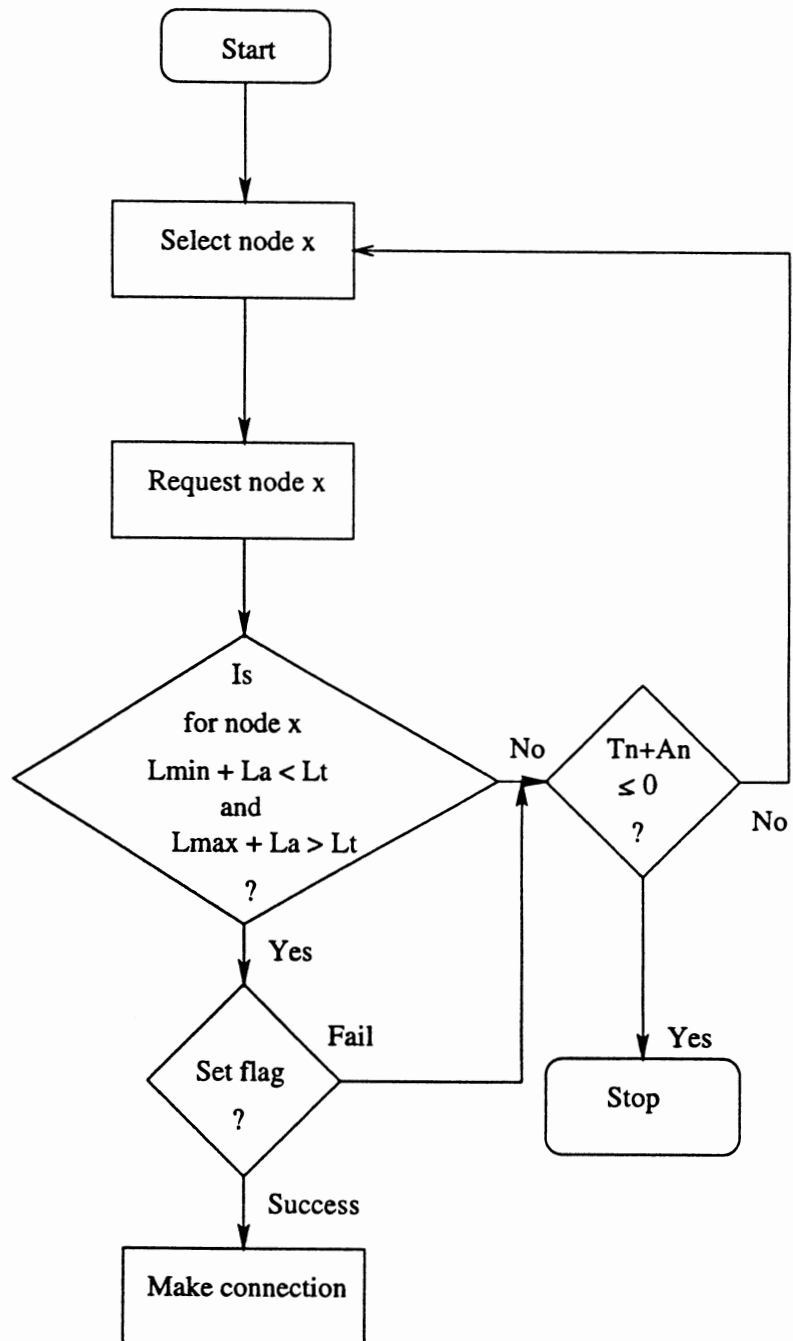 Start
Select node x
Request node x
Is
for node x
Lmin + La < Lt
and
Lmax + La > Lt
?
No
Tn+An
≤ 0
?
No
Yes
Set flag
?
Fail
Yes
Stop
Success
Make connection